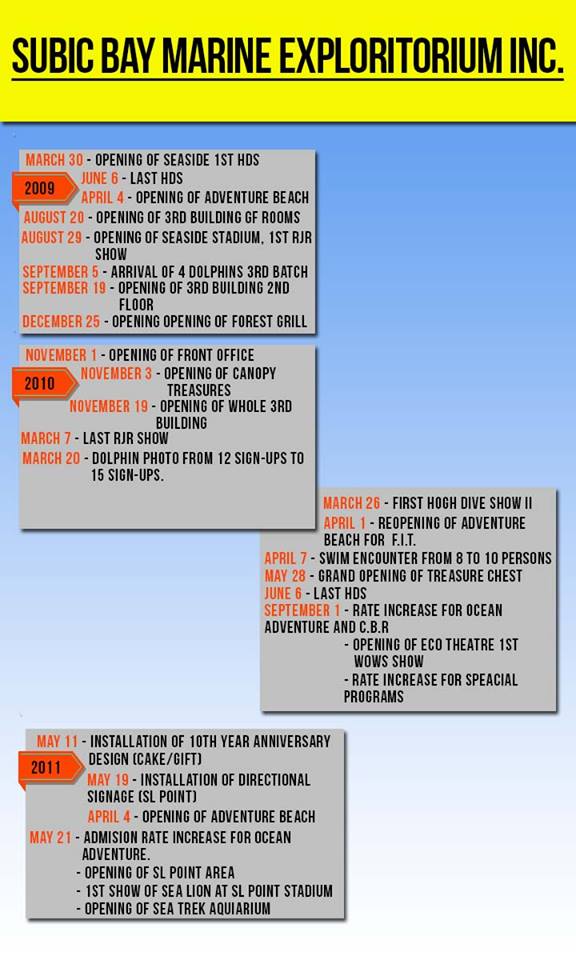 SUBIC BAY MARINE EXPLORITORIUM INC.
MARCH 30 - OPENING OF SEASIDE 1ST HDS
2009
JUNE 6 - LAST HDS
APRIL 4 - OPENING OF ADVENTURE BEACH
AUGUST 20 - OPENING OF 3RD BUILDING GF ROOMS
AUGUST 29 - OPENING OF SEASIDE STADIUM, 1ST RJR
SHOW
SEPTEMBER 5 - ARRIVAL OF 4 DOLPHINS 3RD BATCH
SEPTEMBER 19 - OPENING OF 3RD BUILDING 2ND
FLOOR
DECEMBER 25 - OPENING OPENING OF FOREST GRILL
NOVEMBER 1 - OPENING OF FRONT OFFICE
2010
NOVEMBER 3 - OPENING OF CANOPY
TREASURES
NOVEMBER 19 - OPENING OF WHOLE 3RD
BUILDING
MARCH 7 - LAST RJR SHOW
MARCH 20 - DOLPHIN PHOTO FROM 12 SIGN-UPS TO
15 SIGN-UPS.
MARCH 26 - FIRST HOGH DIVE SHOW II
APRIL 1 - REOPENING OF ADVENTURE
BEACH FOR F.I.T.
APRIL 7 - SWIM ENCOUNTER FROM 8 TO 10 PERSONS
MAY 28 - GRAND OPENING OF TREASURE CHEST
JUNE 6 - LAST HDS
SEPTEMBER 1 - RATE INCREASE FOR OCEAN
ADVENTURE AND C.B.R
- OPENING OF ECO THEATRE 1ST
WOWS SHOW
- RATE INCREASE FOR SPEACIAL
PROGRAMS
MAY 11 - INSTALLATION OF 10TH YEAR ANNIVERSARY
DESIGN (CAKE/GIFT)
2011
MAY 19 - INSTALLATION OF DIRECTIONAL
SIGNAGE (SL POINT)
APRIL 4 - OPENING OF ADVENTURE BEACH
MAY 21 - ADMISION RATE INCREASE FOR OCEAN
ADVENTURE.
- OPENING OF SL POINT AREA
- 1ST SHOW OF SEA LION AT SL POINT STADIUM
- OPENING OF SEA TREK AQUIARIUM